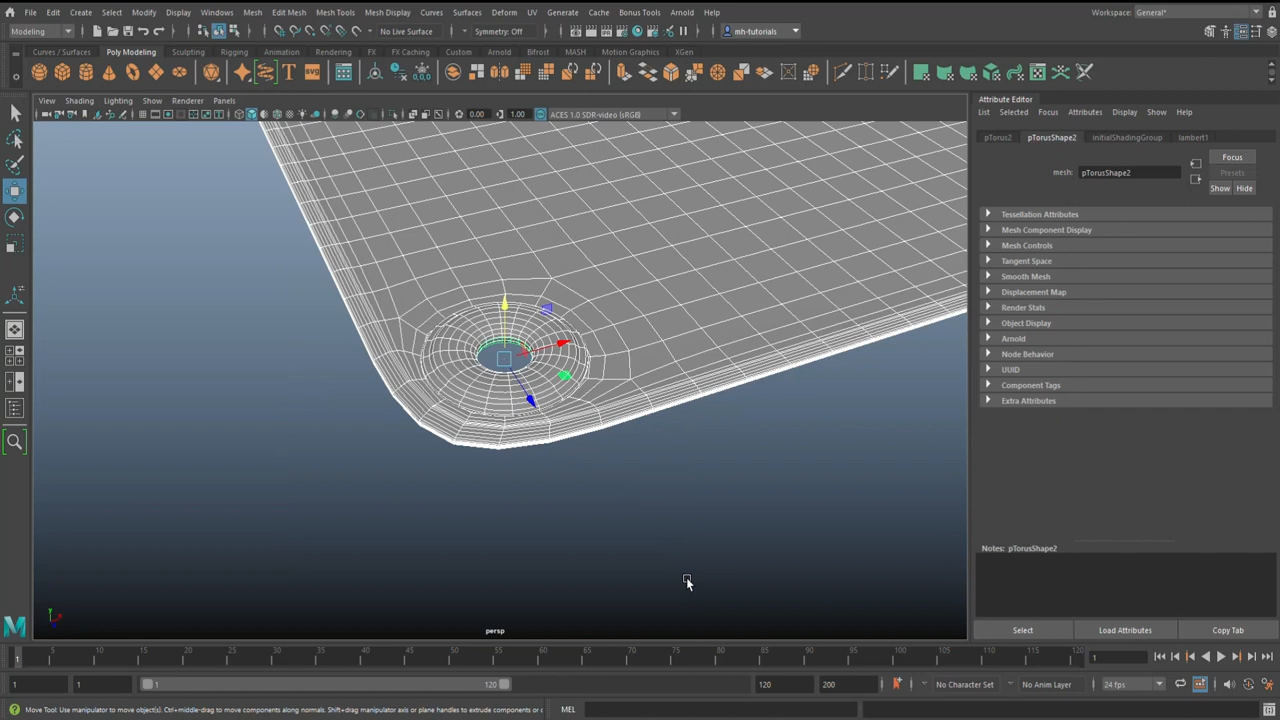 File Edit Create Select Modify Display Windows Mesh Edit Mesh Mesh Tools Mesh Display Curves Surfaces Deform UV Generate Cache Bonus Tools Arnold Help Workspace: General*
Modeling No Live Surface Symmetry: Off mh-tutorials
Curves / Surfaces Poly Modeling Sculpting Rigging Animation Rendering FX FX Caching Custom Arnold Bifrost MASH Motion Graphics XGen
T SVG
View Shading Lighting Show Renderer Panels
0.00 1.00 ACES 1.0 SDR-video (sRGB)
persp
Attribute Editor
List Selected Focus Attributes Display Show Help
pTorus2 pTorusShape2 initialShadingGroup lambert1
mesh: pTorusShape2
Focus
Presets
Show Hide
Tessellation Attributes
Mesh Component Display
Mesh Controls
Tangent Space
Smooth Mesh
Displacement Map
Render Stats
Object Display
Arnold
Node Behavior
UUID
Component Tags
Extra Attributes
Notes: pTorusShape2
Select Load Attributes Copy Tab
1 5 10 15 20 25 30 35 40 45 50 55 60 65 70 75 80 85 90 95 100 105 110 115 120 1
1 1 1 120 120 200 No Character Set No Anim Layer 24 fps
Move Tool: Use manipulator to move object(s). Ctrl+middle-drag to move components along normals. Shift+drag manipulator axis or plane handles to extrude components or c MEL